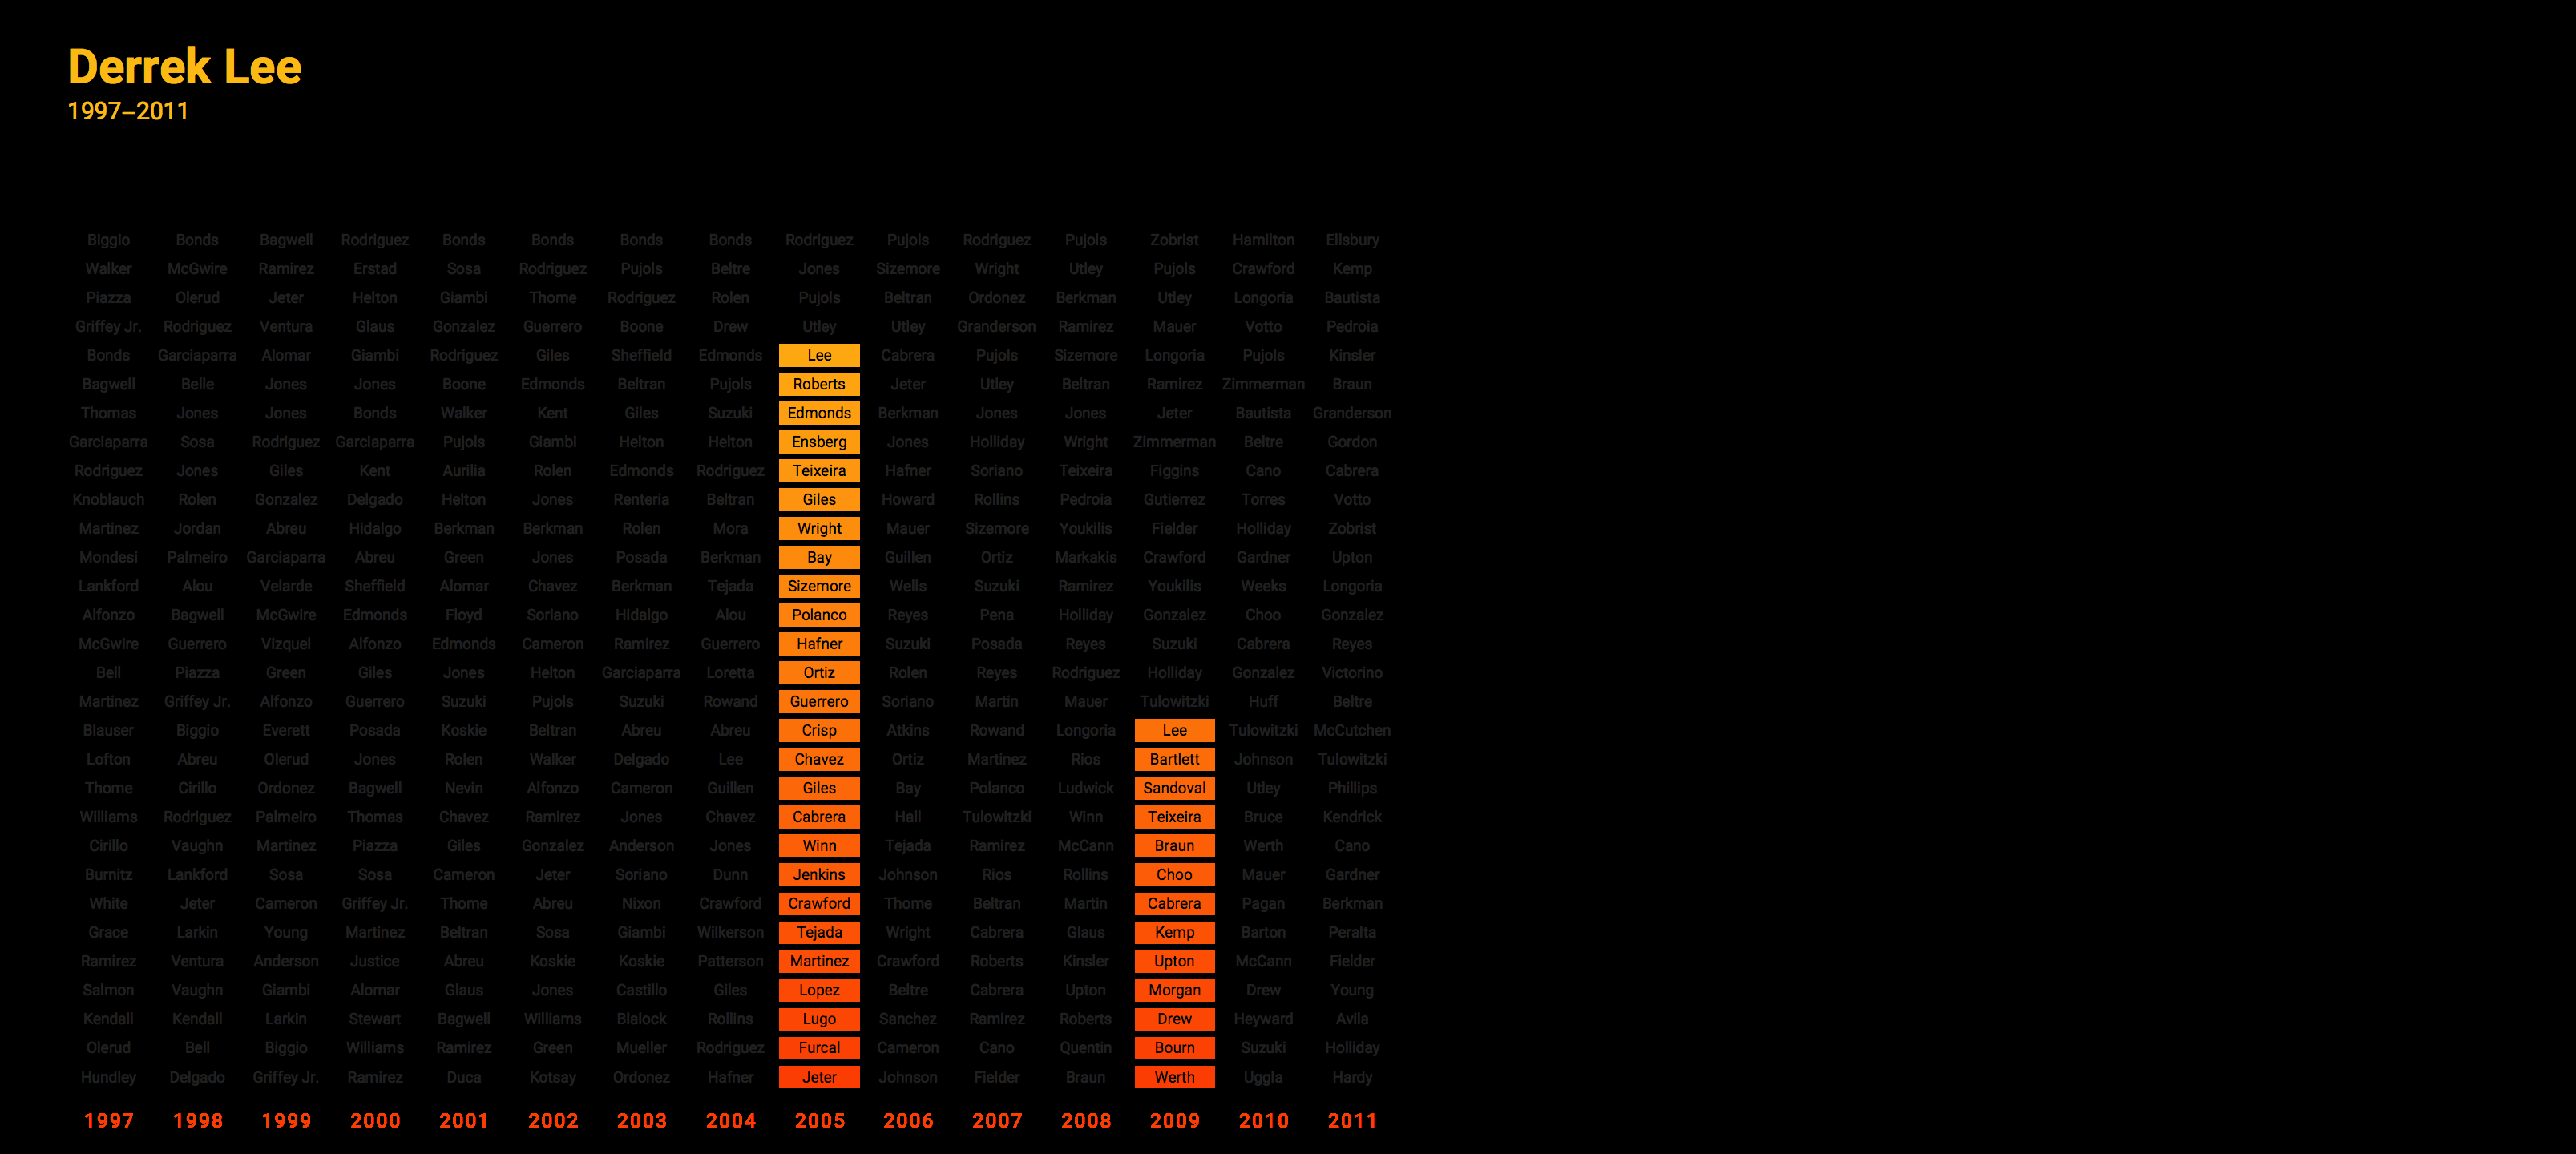 Derrek Lee
1997–2011
Biggio Bonds Bagwell Rodriguez Bonds Bonds Bonds Bonds Rodriguez Pujols Rodriguez Pujols Zobrist Hamilton Ellsbury
Walker McGwire Ramirez Erstad Sosa Rodriguez Pujols Beltre Jones Sizemore Wright Utley Pujols Crawford Kemp
Piazza Olerud Jeter Helton Giambi Thome Rodriguez Rolen Pujols Beltran Ordonez Berkman Utley Longoria Bautista
Griffey Jr. Rodriguez Ventura Glaus Gonzalez Guerrero Boone Drew Utley Utley Granderson Ramirez Mauer Votto Pedroia
Bonds Garciaparra Alomar Giambi Rodriguez Giles Sheffield Edmonds Lee Cabrera Pujols Sizemore Longoria Pujols Kinsler
Bagwell Belle Jones Jones Boone Edmonds Beltran Pujols Roberts Jeter Utley Beltran Ramirez Zimmerman Braun
Thomas Jones Jones Bonds Walker Kent Giles Suzuki Edmonds Berkman Jones Jones Jeter Bautista Granderson
Garciaparra Sosa Rodriguez Garciaparra Pujols Giambi Helton Helton Ensberg Jones Holliday Wright Zimmerman Beltre Gordon
Rodriguez Jones Giles Kent Aurilia Rolen Edmonds Rodriguez Teixeira Hafner Soriano Teixeira Figgins Cano Cabrera
Knoblauch Rolen Gonzalez Delgado Helton Jones Renteria Beltran Giles Howard Rollins Pedroia Gutierrez Torres Votto
Martinez Jordan Abreu Hidalgo Berkman Berkman Rolen Mora Wright Mauer Sizemore Youkilis Fielder Holliday Zobrist
Mondesi Palmeiro Garciaparra Abreu Green Jones Posada Berkman Bay Guillen Ortiz Markakis Crawford Gardner Upton
Lankford Alou Velarde Sheffield Alomar Chavez Berkman Tejada Sizemore Wells Suzuki Ramirez Youkilis Weeks Longoria
Alfonzo Bagwell McGwire Edmonds Floyd Soriano Hidalgo Alou Polanco Reyes Pena Holliday Gonzalez Choo Gonzalez
McGwire Guerrero Vizquel Alfonzo Edmonds Cameron Ramirez Guerrero Hafner Suzuki Posada Reyes Suzuki Cabrera Reyes
Bell Piazza Green Giles Jones Helton Garciaparra Loretta Ortiz Rolen Reyes Rodriguez Holliday Gonzalez Victorino
Martinez Griffey Jr. Alfonzo Guerrero Suzuki Pujols Suzuki Rowand Guerrero Soriano Martin Mauer Tulowitzki Huff Beltre
Blauser Biggio Everett Posada Koskie Beltran Abreu Abreu Crisp Atkins Rowand Longoria Lee Tulowitzki McCutchen
Lofton Abreu Olerud Jones Rolen Walker Delgado Lee Chavez Ortiz Martinez Rios Bartlett Johnson Tulowitzki
Thome Cirillo Ordonez Bagwell Nevin Alfonzo Cameron Guillen Giles Bay Polanco Ludwick Sandoval Utley Phillips
Williams Rodriguez Palmeiro Thomas Chavez Ramirez Jones Chavez Cabrera Hall Tulowitzki Winn Teixeira Bruce Kendrick
Cirillo Vaughn Martinez Piazza Giles Gonzalez Anderson Jones Winn Tejada Ramirez McCann Braun Werth Cano
Burnitz Lankford Sosa Sosa Cameron Jeter Soriano Dunn Jenkins Johnson Rios Rollins Choo Mauer Gardner
White Jeter Cameron Griffey Jr. Thome Abreu Nixon Crawford Crawford Thome Beltran Martin Cabrera Pagan Berkman
Grace Larkin Young Martinez Beltran Sosa Giambi Wilkerson Tejada Wright Cabrera Glaus Kemp Barton Peralta
Ramirez Ventura Anderson Justice Abreu Koskie Koskie Patterson Martinez Crawford Roberts Kinsler Upton McCann Fielder
Salmon Vaughn Giambi Alomar Glaus Jones Castillo Giles Lopez Beltre Cabrera Upton Morgan Drew Young
Kendall Kendall Larkin Stewart Bagwell Williams Blalock Rollins Lugo Sanchez Ramirez Roberts Drew Heyward Avila
Olerud Bell Biggio Williams Ramirez Green Mueller Rodriguez Furcal Cameron Cano Quentin Bourn Suzuki Holliday
Hundley Delgado Griffey Jr. Ramirez Duca Kotsay Ordonez Hafner Jeter Johnson Fielder Braun Werth Uggla Hardy
1997 1998 1999 2000 2001 2002 2003 2004 2005 2006 2007 2008 2009 2010 2011